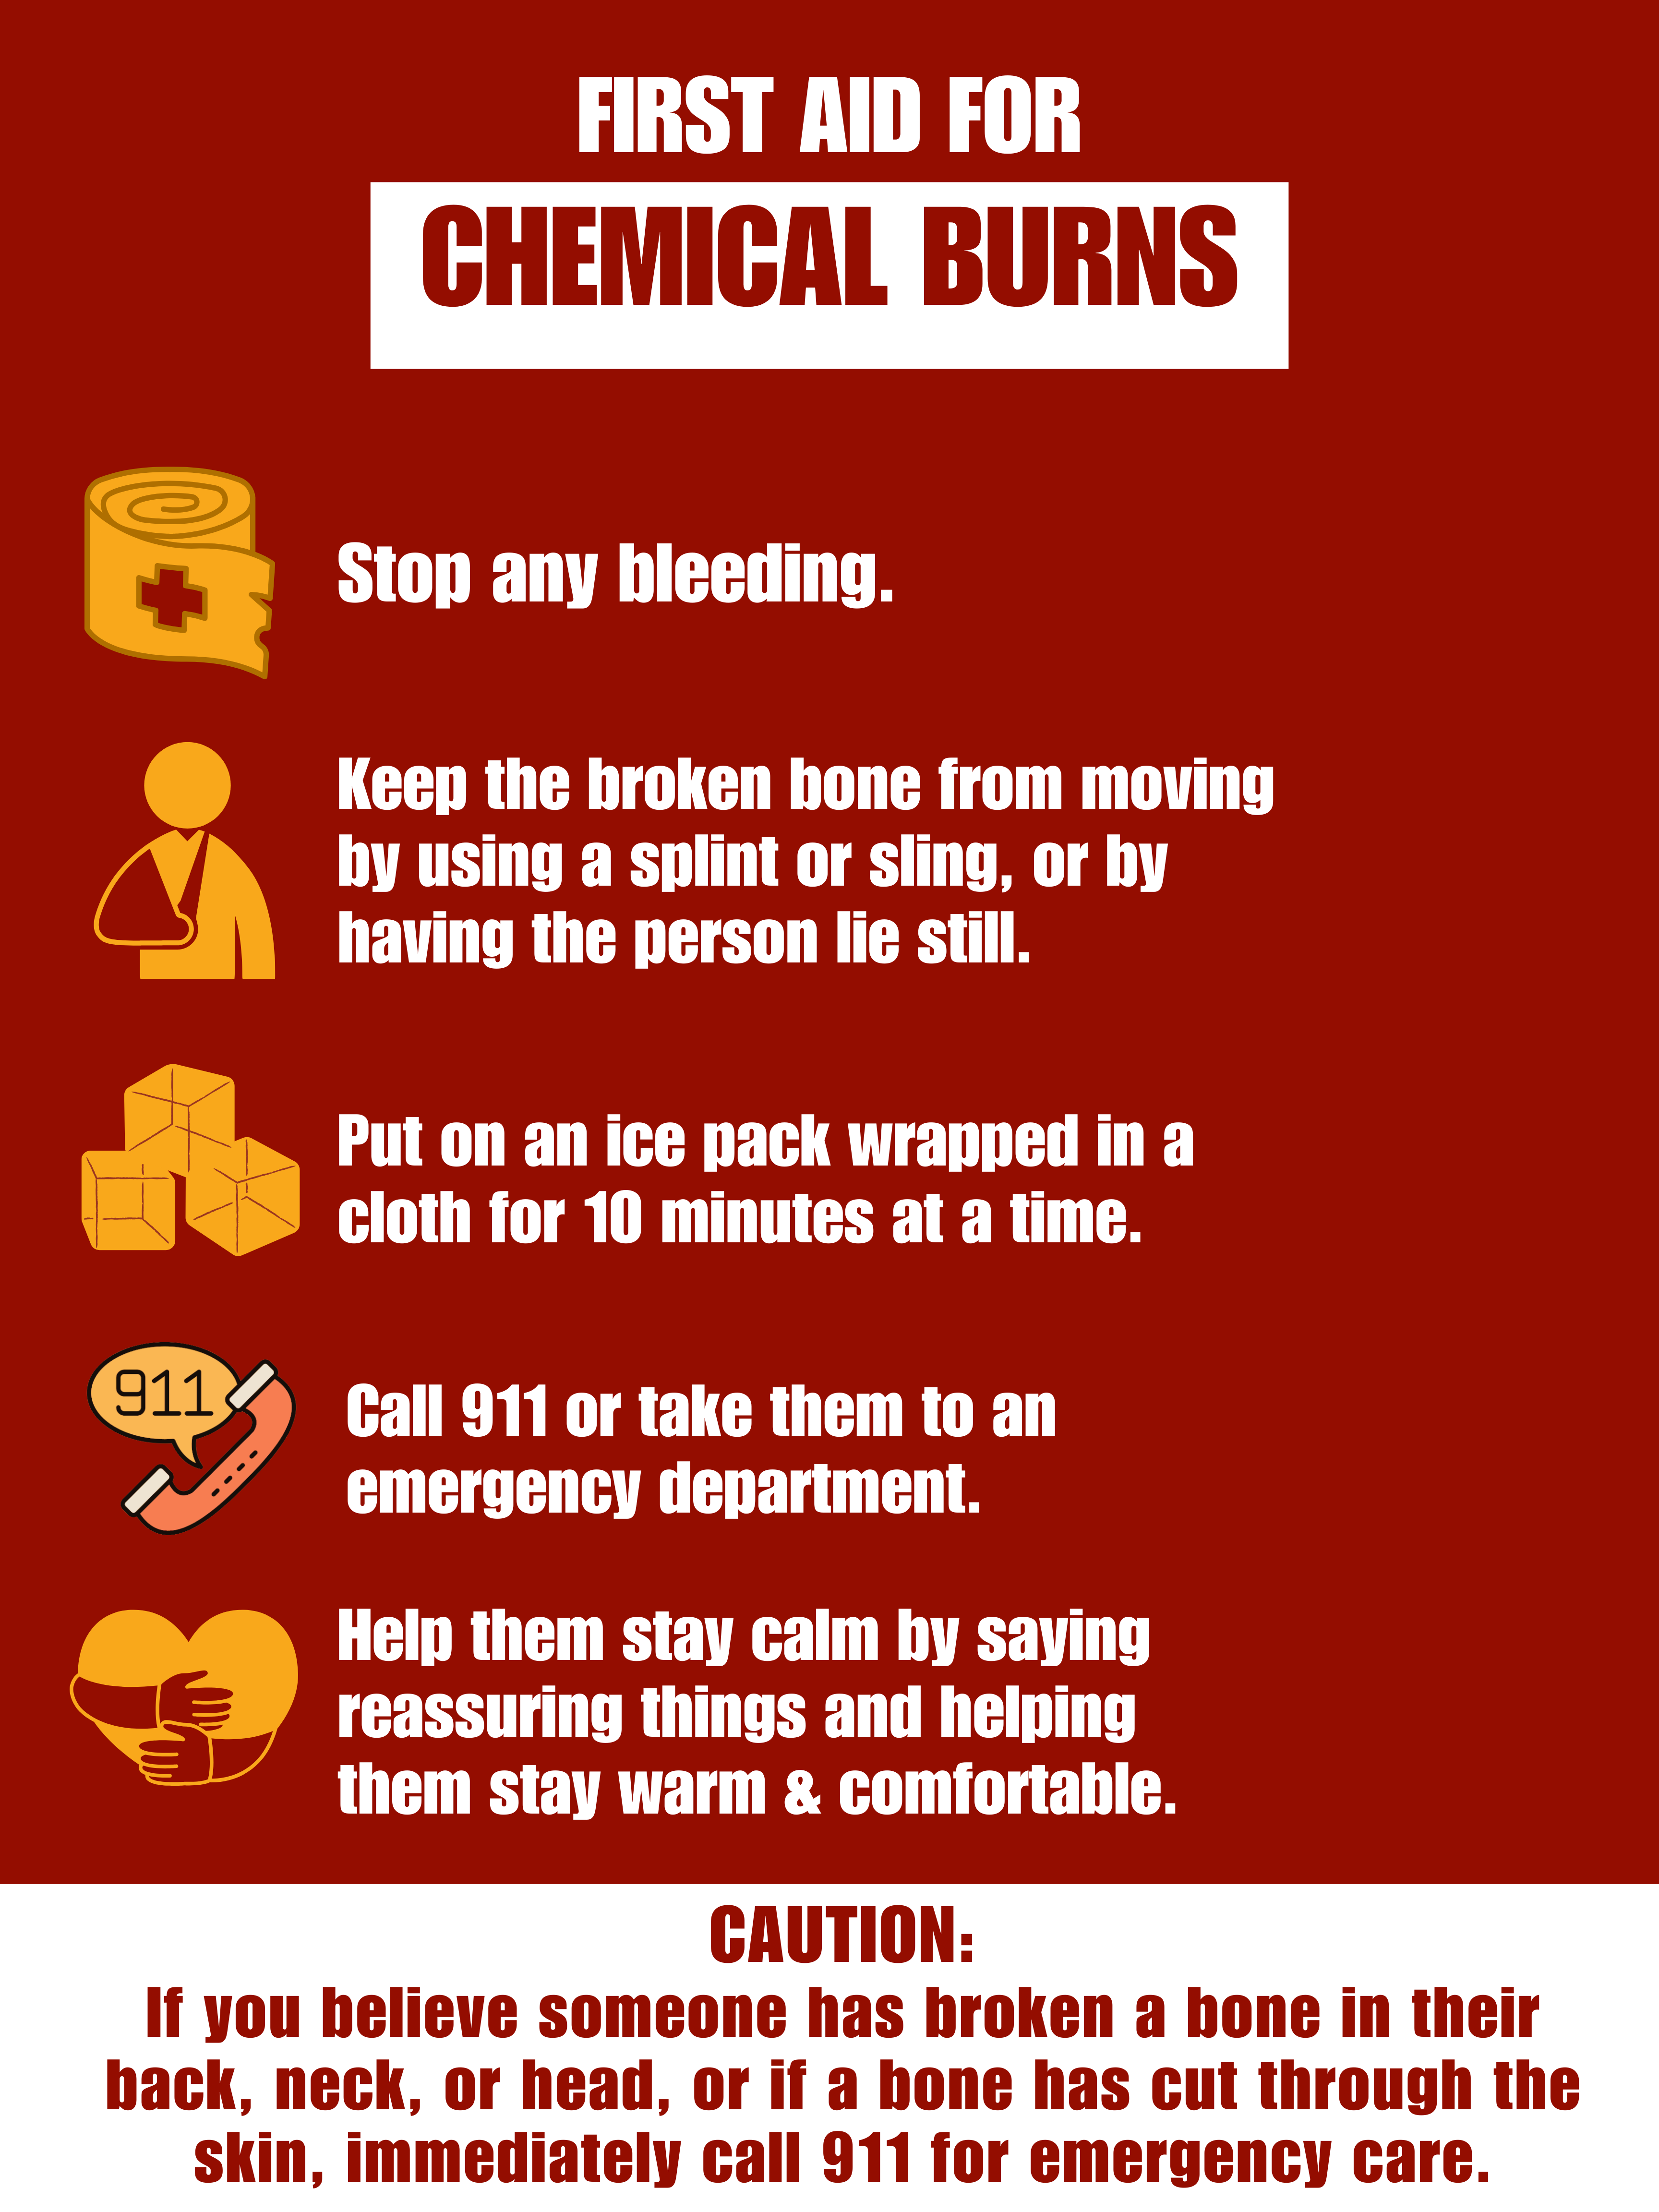 FIRST AID FOR
CHEMICAL BURNS
Stop any bleeding.
Keep the broken bone from moving
by using a splint or sling, or by
having the person lie still.
Put on an ice pack wrapped in a
cloth for 10 minutes at a time.
911
Call 911 or take them to an
emergency department.
Help them stay calm by saying
reassuring things and helping
them stay warm & comfortable.
CAUTION:
If you believe someone has broken a bone in their
back, neck, or head, or if a bone has cut through the
skin, immediately call 911 for emergency care.